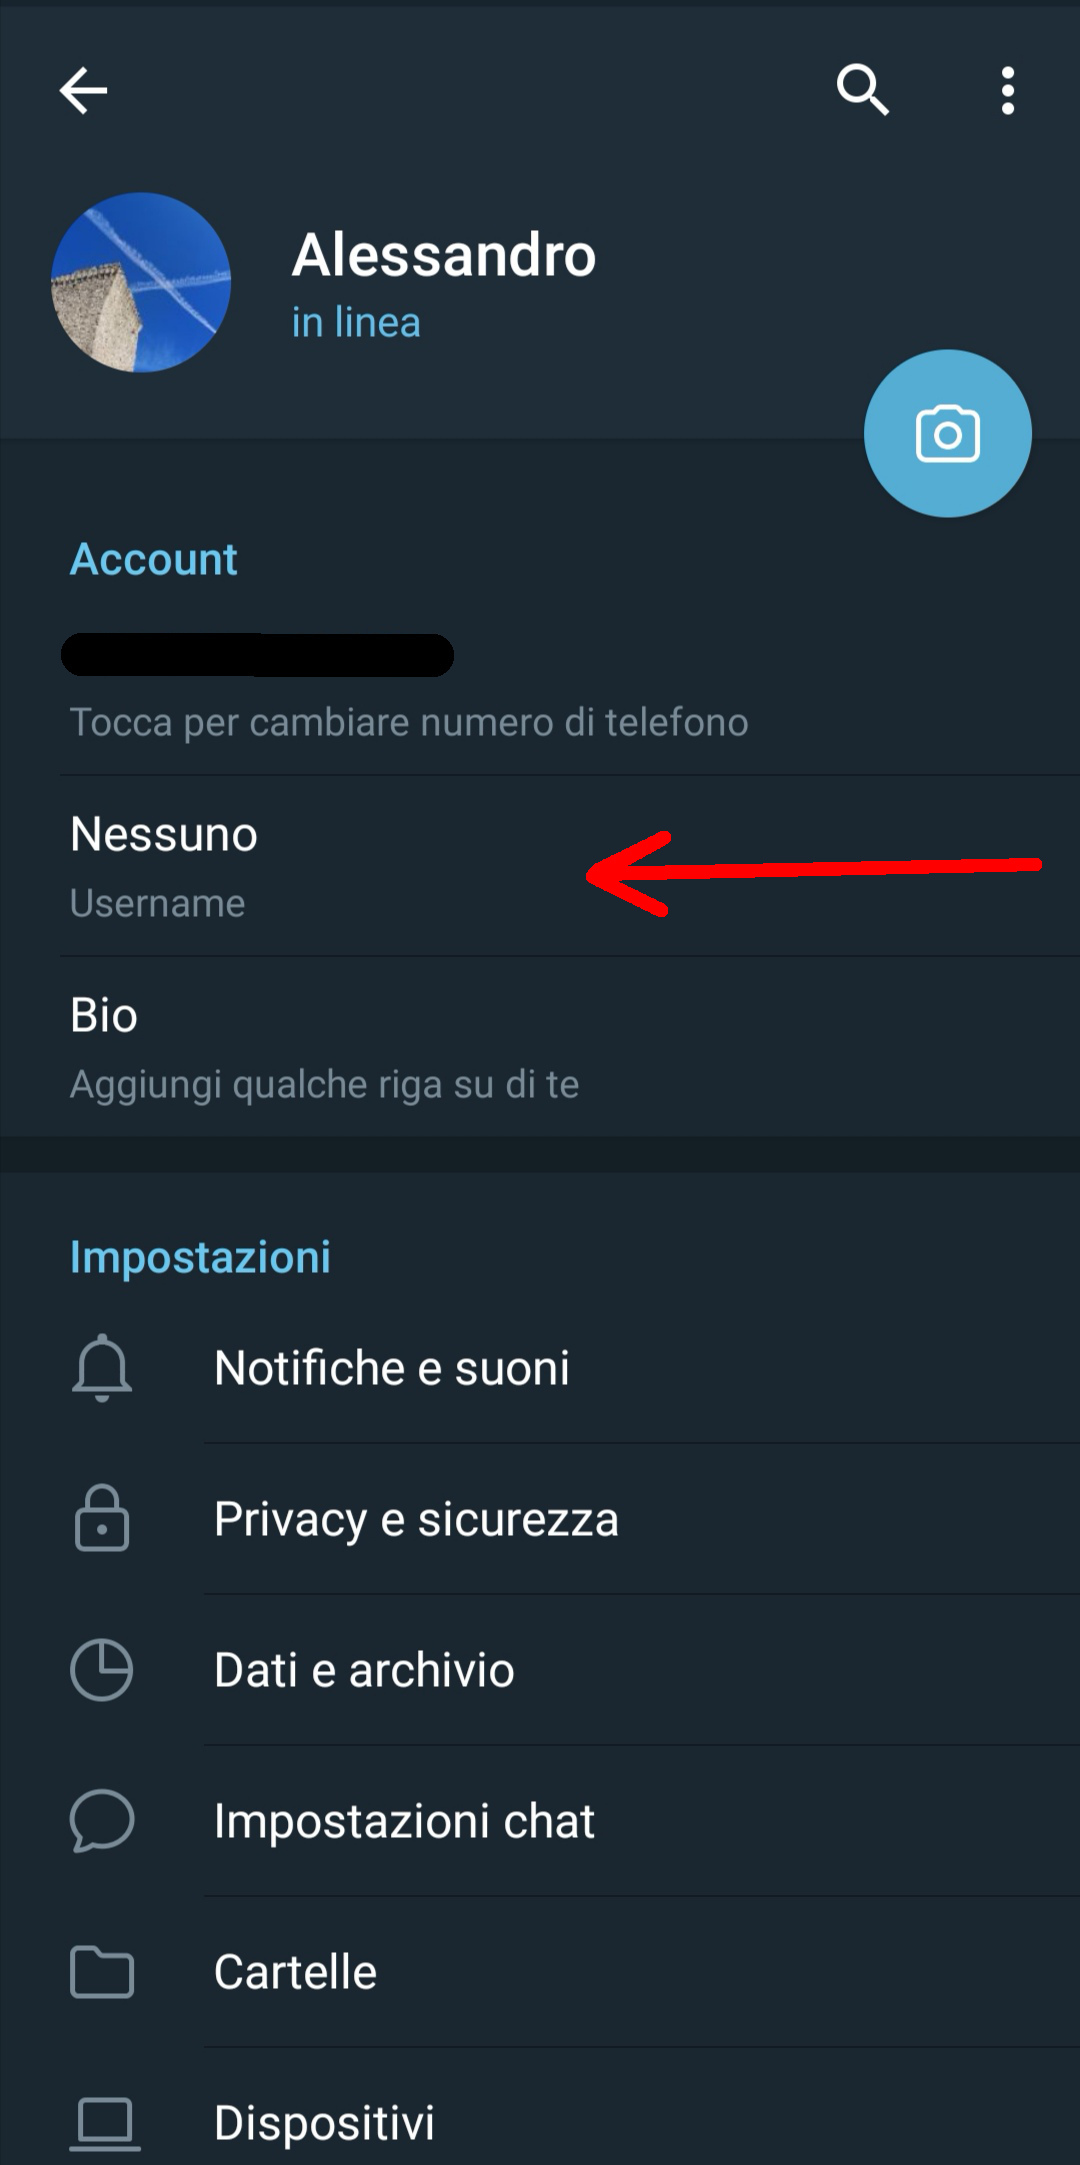 Alessandro
in linea
Account
Tocca per cambiare numero di telefono
Nessuno
Username
Bio
Aggiungi qualche riga su di te
Impostazioni
Notifiche e suoni
Privacy e sicurezza
Dati e archivio
Impostazioni chat
Cartelle
Dispositivi